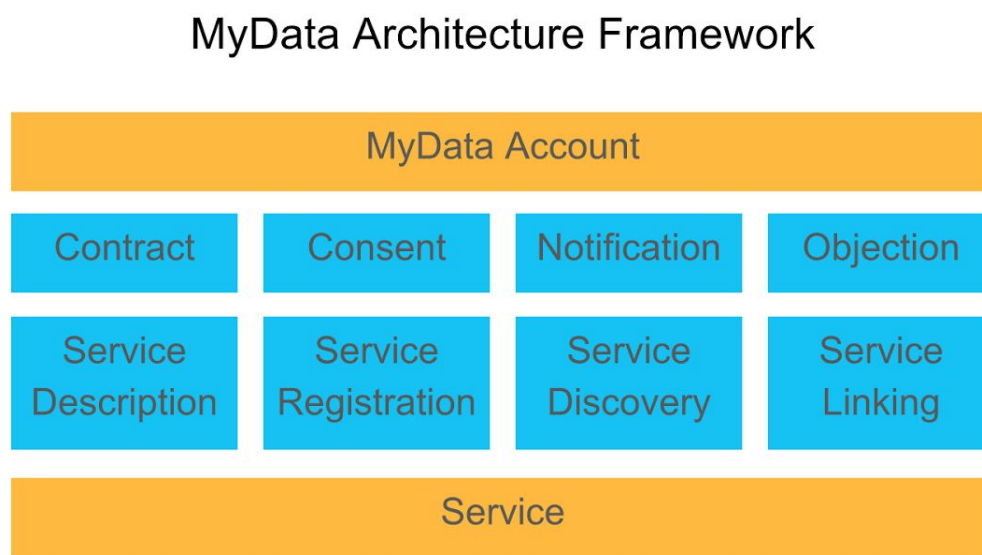 MyData Architecture Framework
MyData Account
Contract
Consent
Notification
Objection
Service
Description
Service
Registration
Service
Discovery
Service
Linking
Service